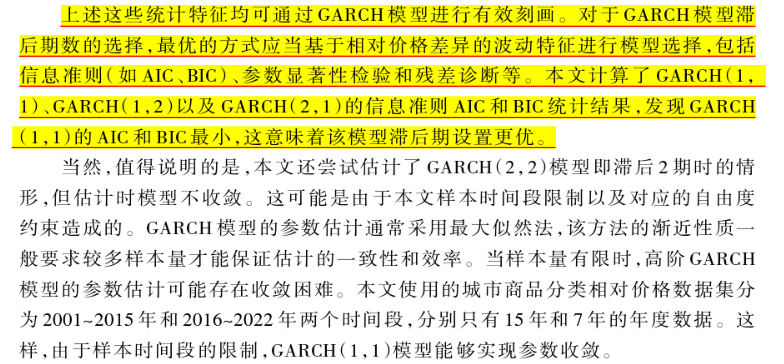 上述这些统计特征均可通过GARCH模型进行有效刻画。对于GARCH模型滞
后期数的选择,最优的方式应当基于相对价格差异的波动特征进行模型选择,包括
信息准则(如AIC、BIC)、参数显著性检验和残差诊断等。本文计算了GARCH(1,
1)、GARCH(1,2)以及GARCH(2,1)的信息准则AIC和BIC统计结果,发现GARCH
(1,1)的AIC和BIC最小,这意味着该模型滞后期设置更优。
当然,值得说明的是,本文还尝试估计了GARCH(2,2)模型即滞后2期时的情
形,但估计时模型不收敛。这可能是由于本文样本时间段限制以及对应的自由度
约束造成的。GARCH模型的参数估计通常采用最大似然法,该方法的渐近性质一
般要求较多样本量才能保证估计的一致性和效率。当样本量有限时,高阶GARCH
模型的参数估计可能存在收敛困难。本文使用的城市商品分类相对价格数据集分
为2001~2015年和2016~2022年两个时间段,分别只有15年和7年的年度数据。这
样,由于样本时间段的限制,GARCH(1,1)模型能够实现参数收敛。